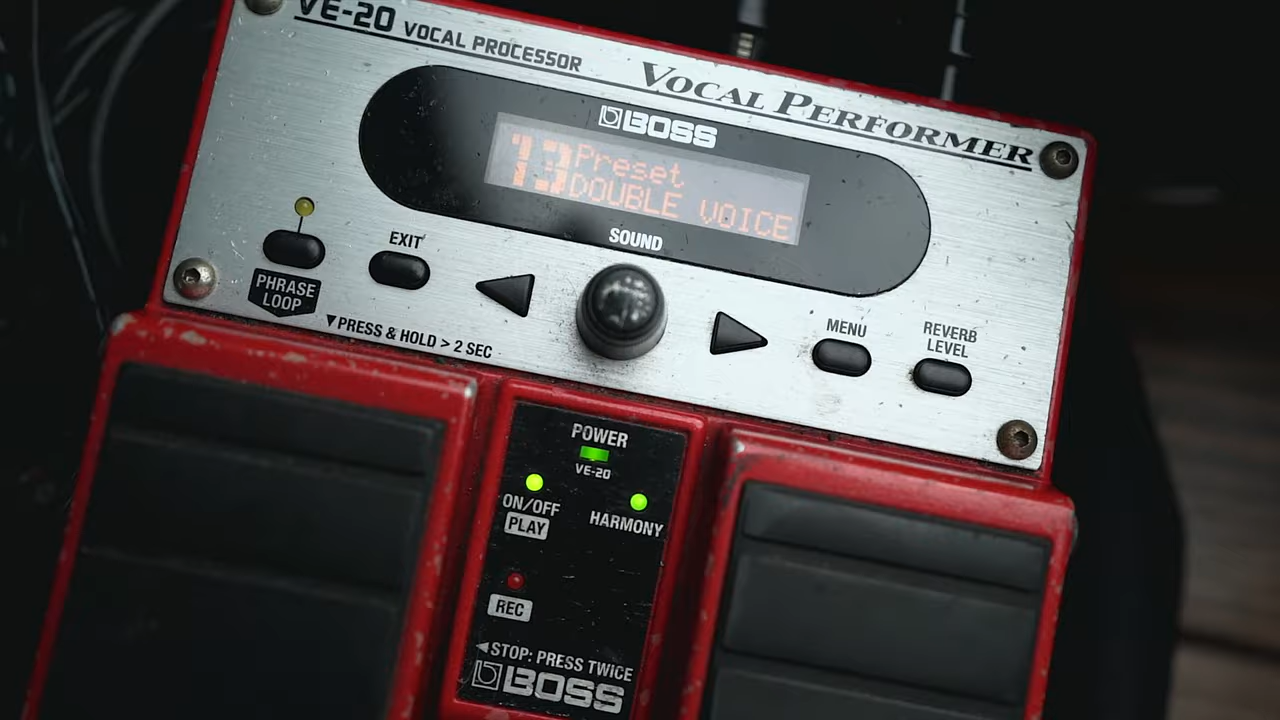 VE-20 VOCAL PROCESSOR
VOCAL PERFORMER
BOSS
13 Preset
DOUBLE VOICE
SOUND
EXIT
PHRASE
LOOP
▼PRESS & HOLD > 2 SEC
MENU
REVERB
LEVEL
POWER
VE-20
ON/OFF
PLAY
HARMONY
REC
◄STOP: PRESS TWICE
BOSS